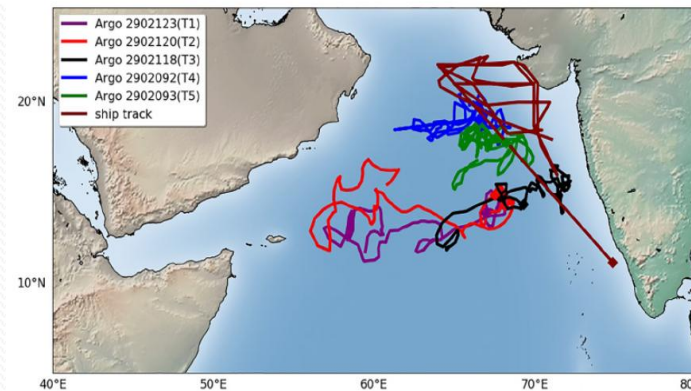 Argo 2902123(T1)
Argo 2902120(T2)
Argo 2902118(T3)
Argo 2902092(T4)
Argo 2902093(T5)
ship track
20°N
10°N
40°E
50°E
60°E
70°E
80